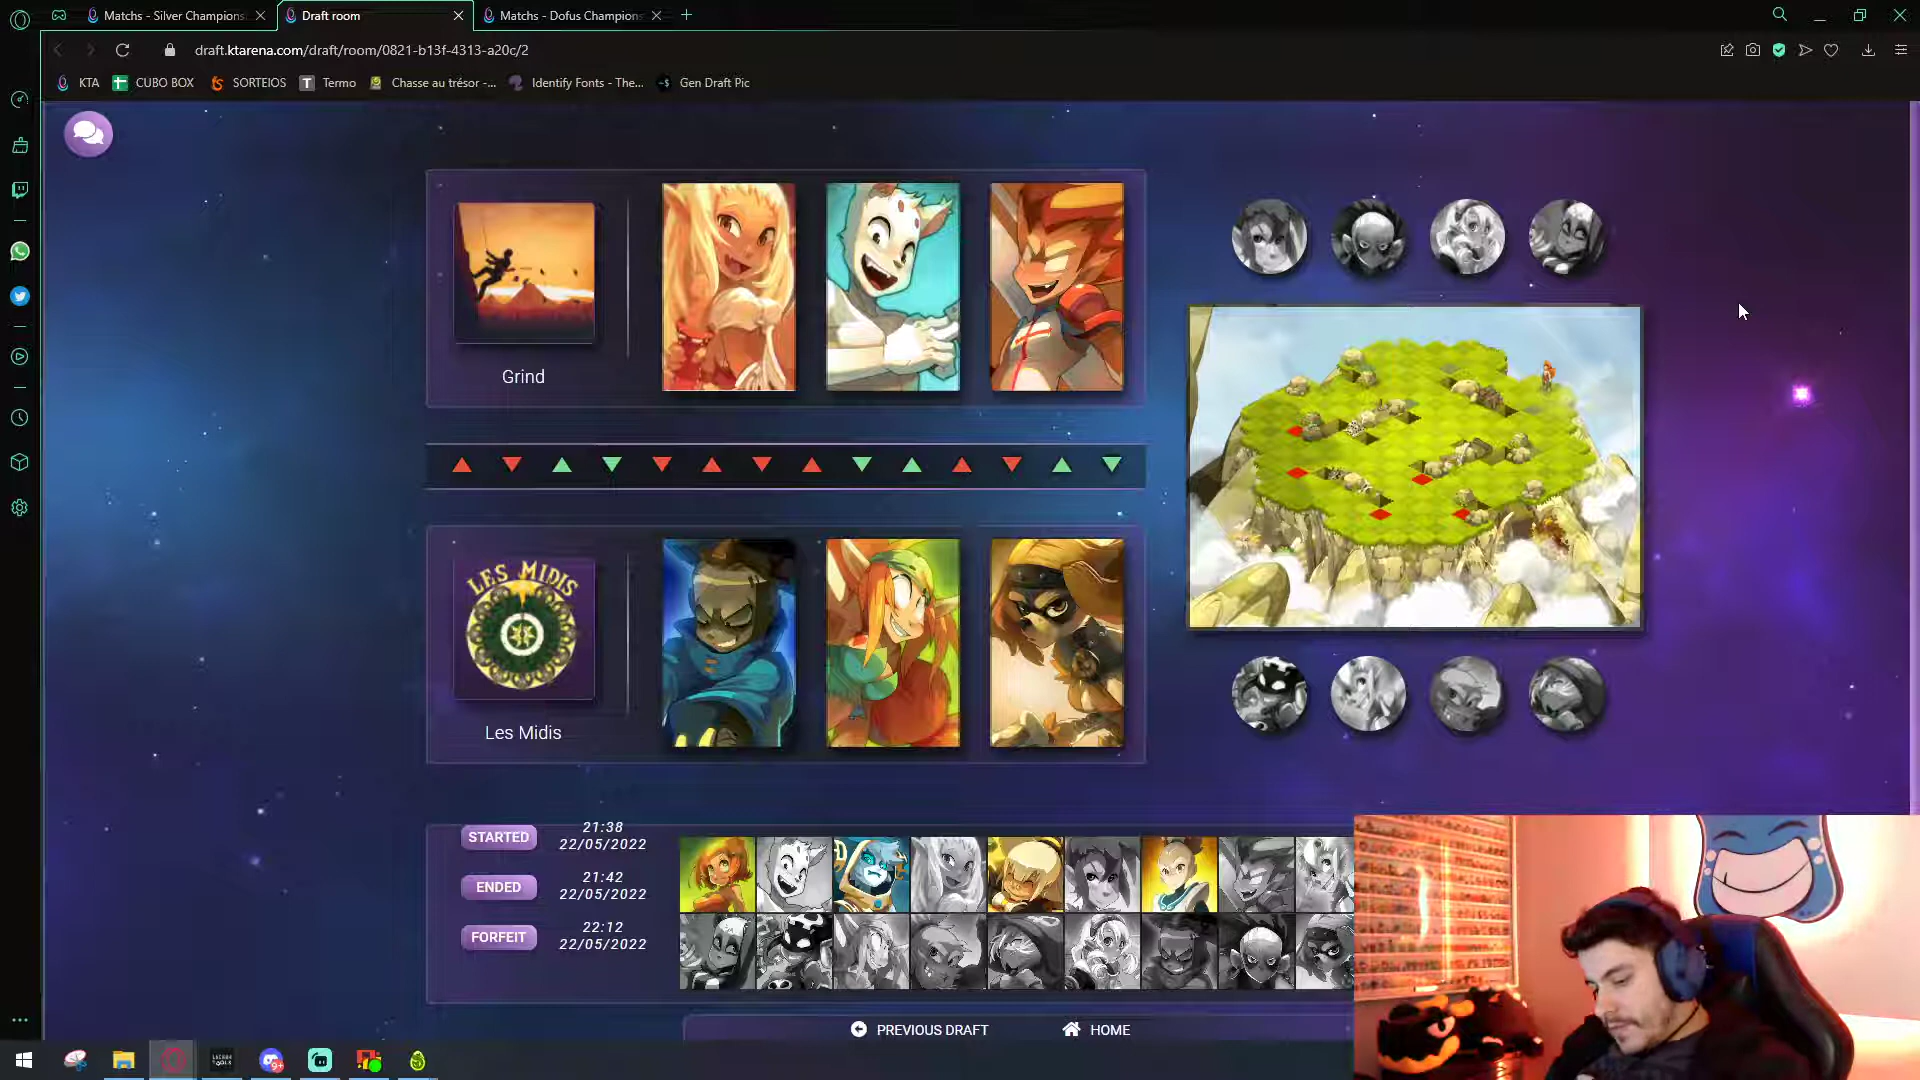 Matchs - Silver Champions
Draft room
Matchs - Dofus Champions
draft.ktarena.com/draft/room/0821-b13f-4313-a20c/2
KTA
CUBO BOX
SORTEIOS
T Termo
Chasse au trésor -...
Identify Fonts - The...
Gen Draft Pic
Grind
LES MIDIS
Les Midis
STARTED
21:38
22/05/2022
ENDED
21:42
22/05/2022
FORFEIT
22:12
22/05/2022
PREVIOUS DRAFT
HOME
9+